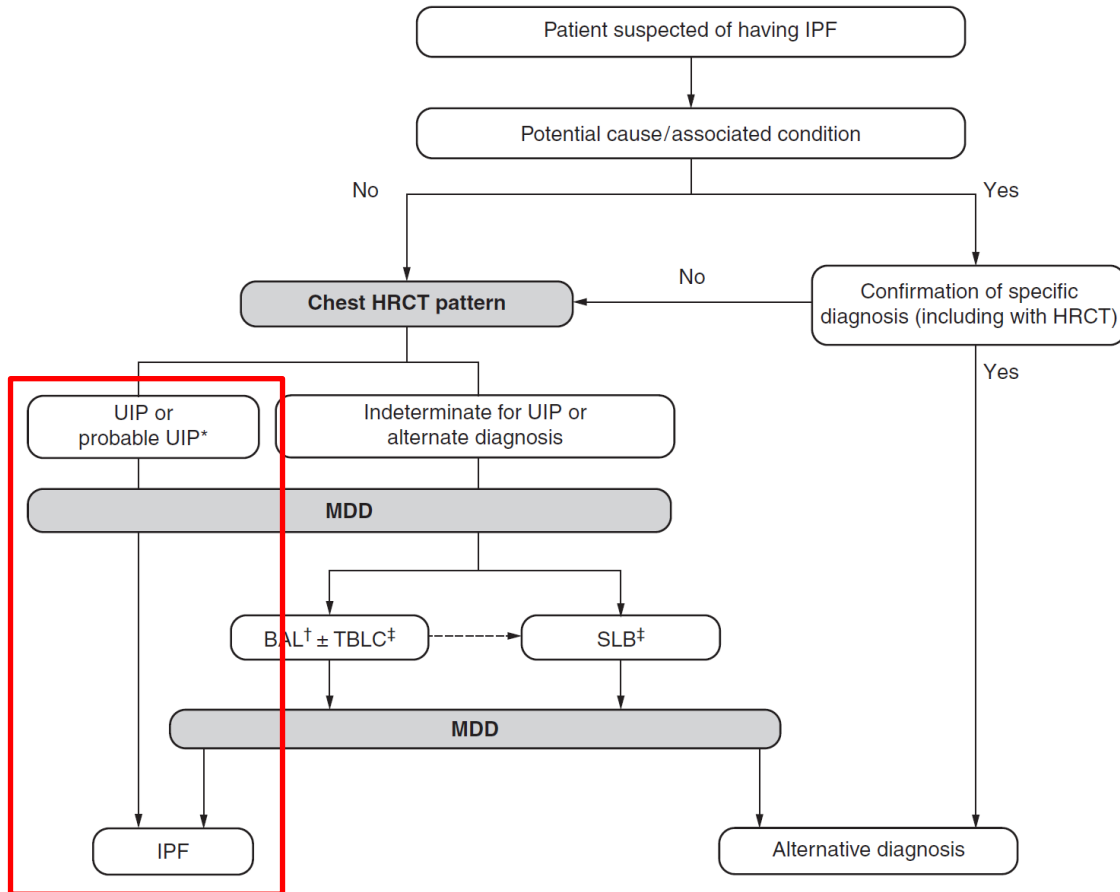 Patient suspected of having IPF
Potential cause/associated condition
No
Yes
Chest HRCT pattern
No
Confirmation of specific
diagnosis (including with HRCT)
Yes
UIP or
probable UIP*
Indeterminate for UIP or
alternate diagnosis
MDD
BAL† ± TBLC‡
SLB‡
MDD
IPF
Alternative diagnosis